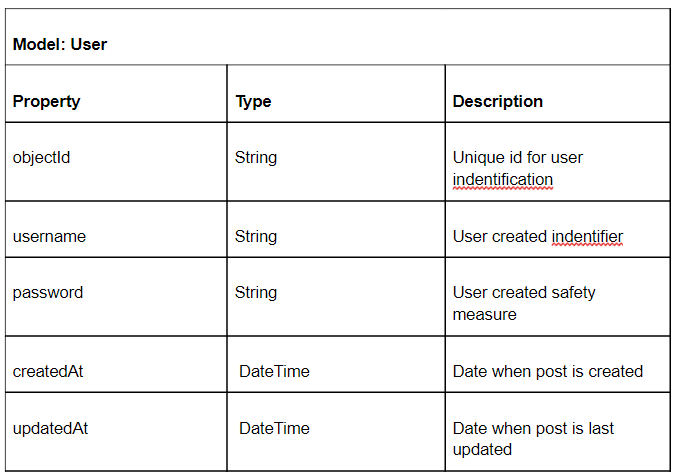 Model: User
Property Type Description
objectId String Unique id for user
indentification
username String User created indentifier
password String User created safety
measure
createdAt DateTime Date when post is created
updatedAt DateTime Date when post is last
updated